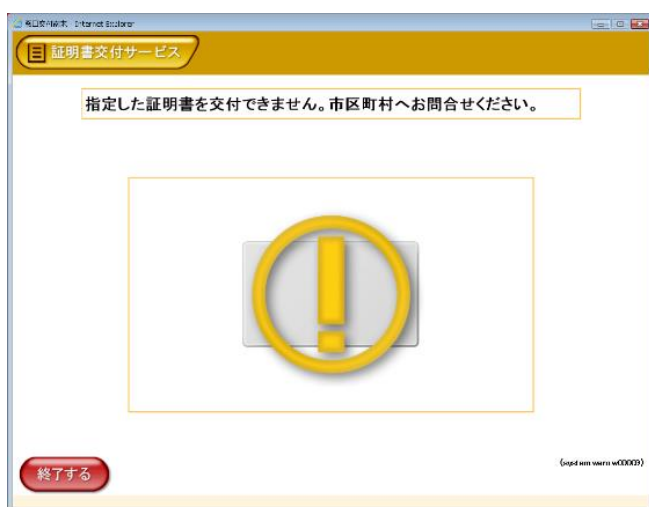 Internet Explorer
証明書交付サービス
指定した証明書を交付できません。市区町村へお問合せください。
終了する